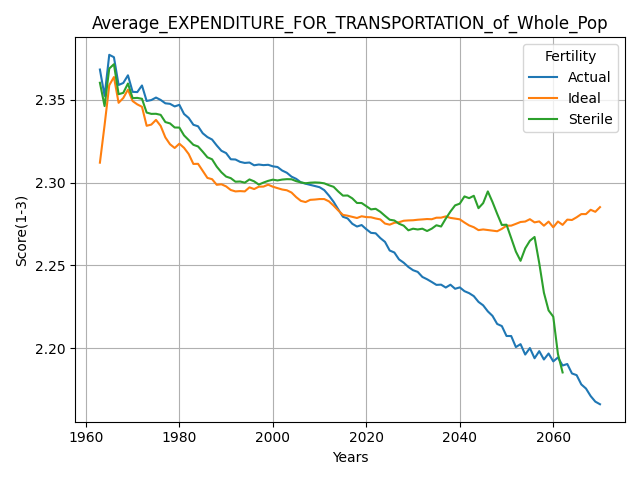 Average_EXPENDITURE_FOR_TRANSPORTATION_of_Whole_Pop
Fertility
Actual
Ideal
Sterile
Score(1-3)
2.35
2.30
2.25
2.20
1960 1980 2000 2020 2040 2060
Years